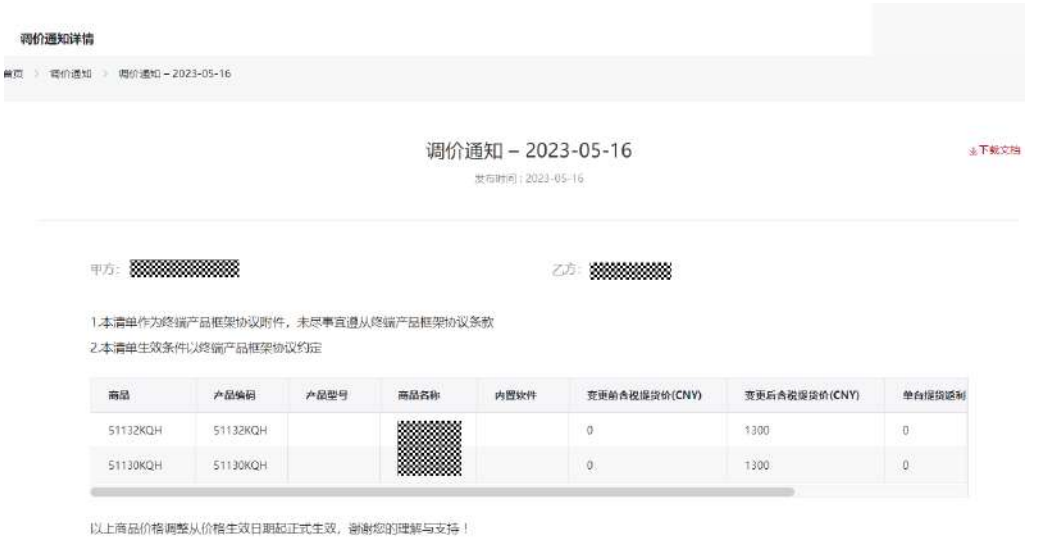 调价通知详情
首页 > 调价通知 > 调价通知 – 2023-05-16
调价通知 – 2023-05-16
下载文档
发布时间：2023-05-16
甲方： 乙方：
1.本清单作为终端产品框架协议附件，未尽事宜遵从终端产品框架协议条款
2.本清单生效条件以终端产品框架协议约定
商品 产品编码 产品型号 商品名称 内置软件 变更前含税提货价(CNY) 变更后含税提货价(CNY) 单台提货返利
51132KQH 51132KQH 0 1300 0
51130KQH 51130KQH 0 1300 0
以上商品价格调整从价格生效日期起正式生效，谢谢您的理解与支持！